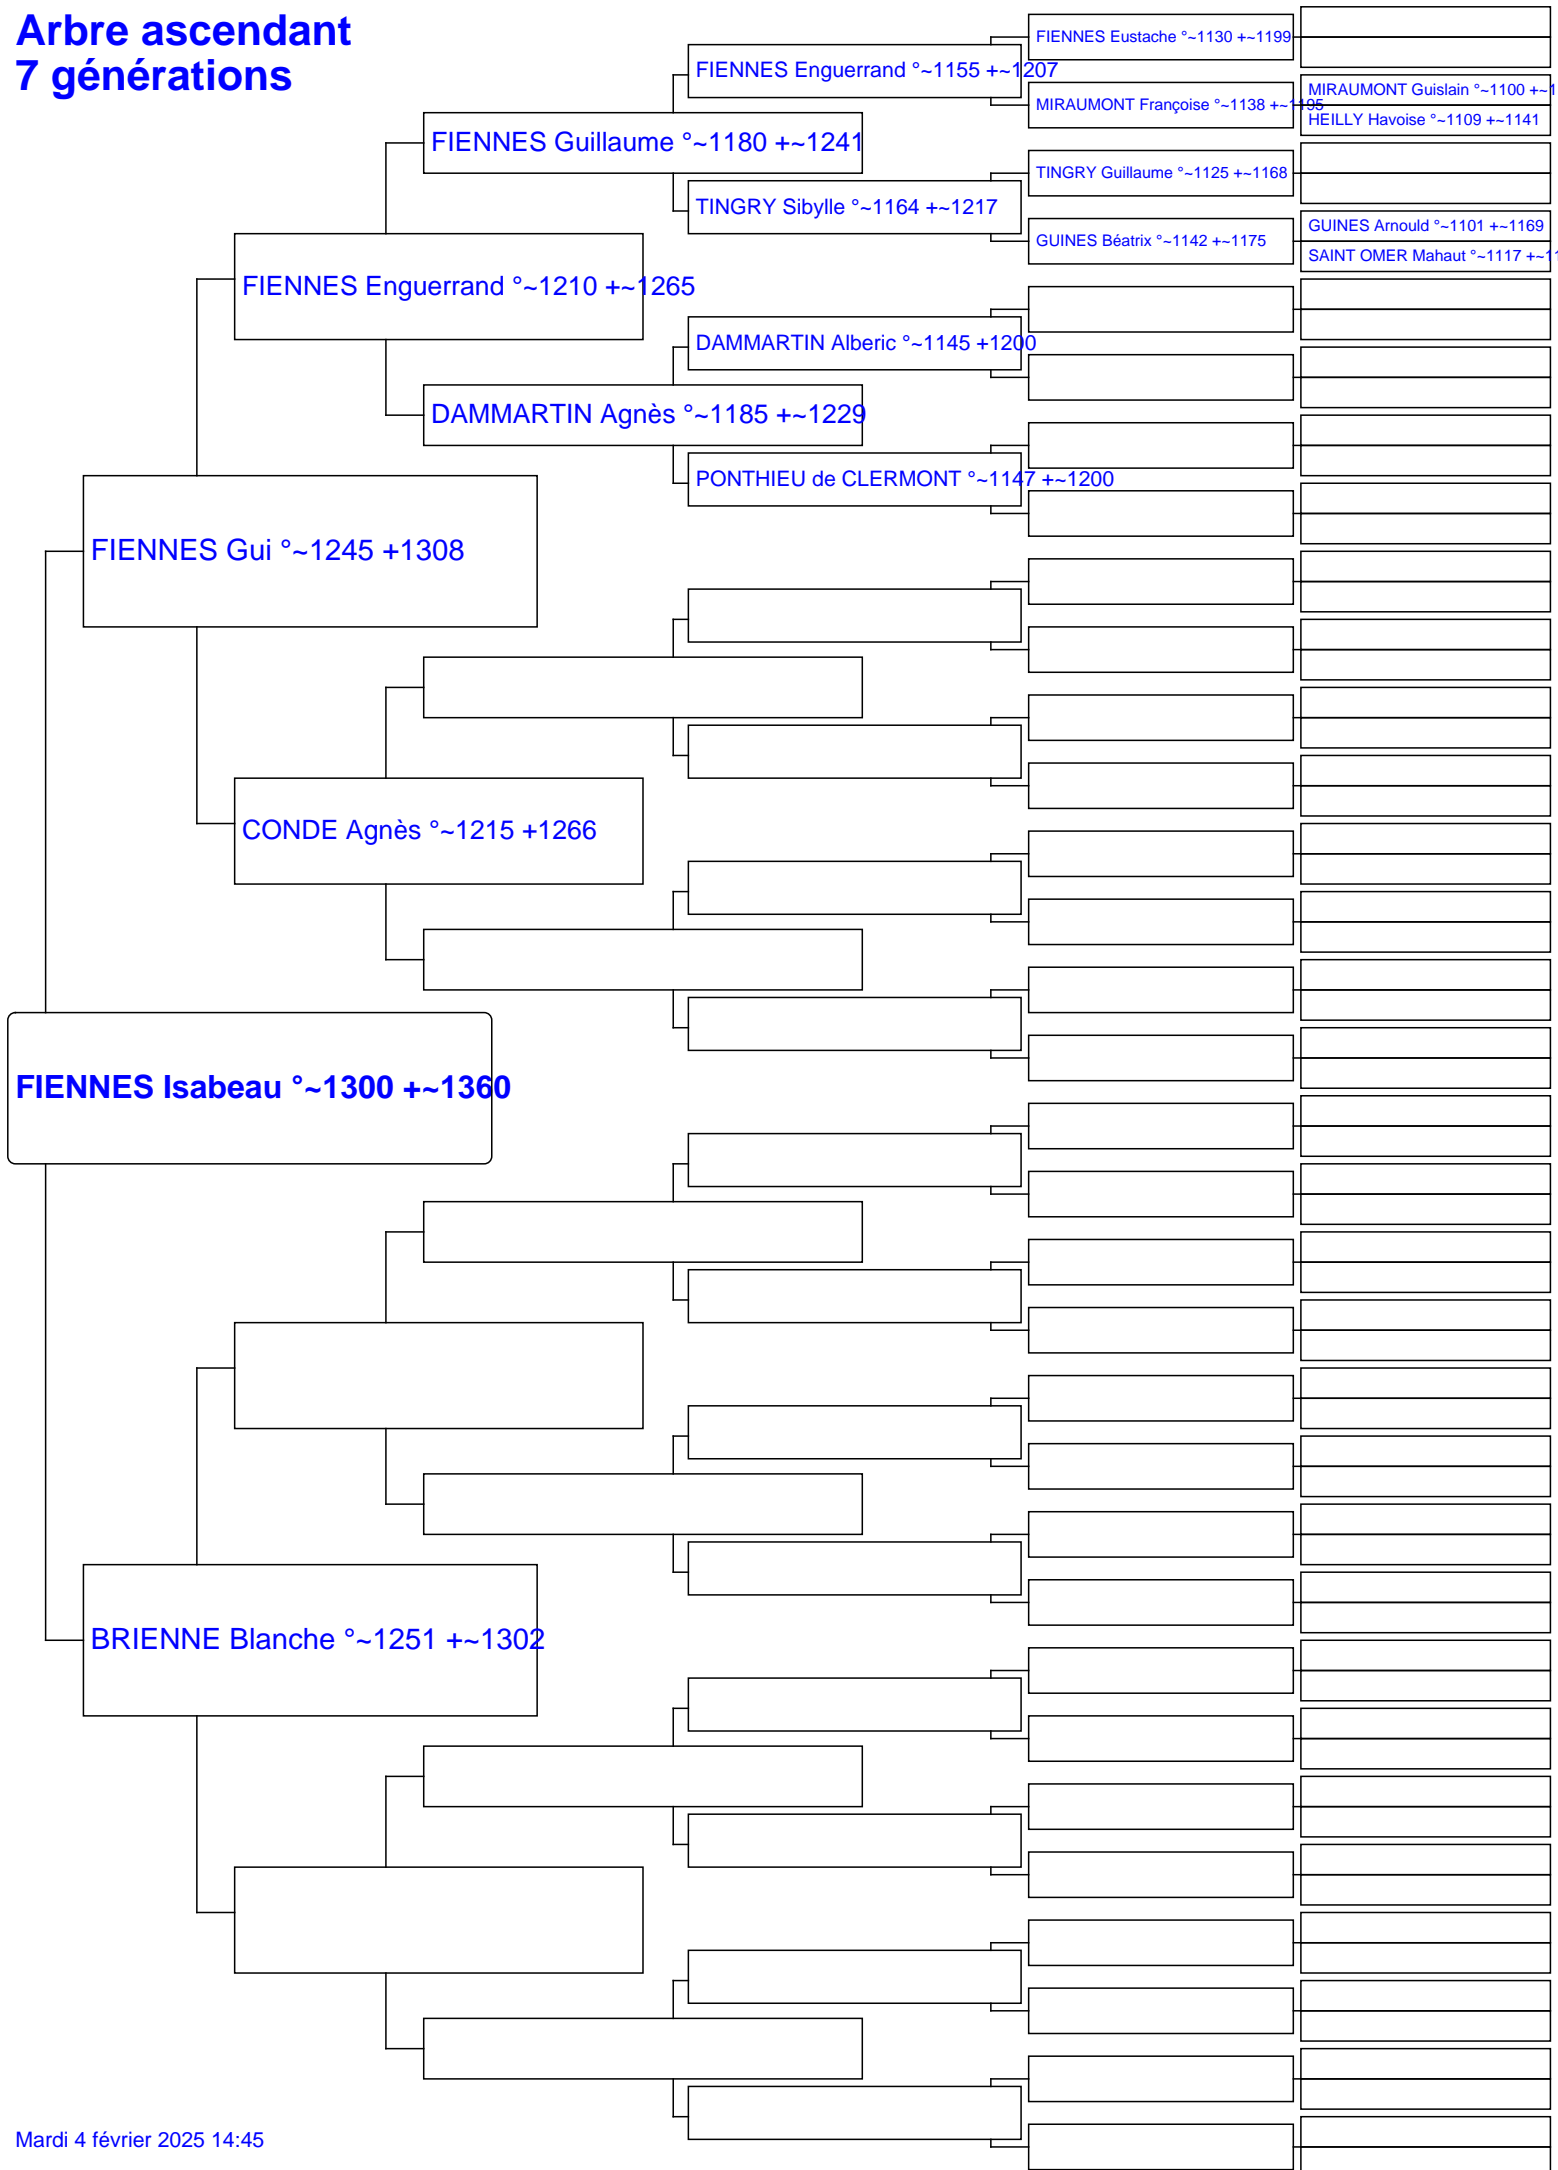 Arbre ascendant
7 générations
FIENNES Eustache °~1130 +~1199
FIENNES Enguerrand °~1155 +~1207
MIRAUMONT Guislain °~1100 +~1
MIRAUMONT Françoise °~1138 +~1195
HEILLY Havoise °~1109 +~1141
FIENNES Guillaume °~1180 +~1241
TINGRY Guillaume °~1125 +~1168
TINGRY Sibylle °~1164 +~1217
GUINES Arnould °~1101 +~1169
GUINES Béatrix °~1142 +~1175
SAINT OMER Mahaut °~1117 +~1
FIENNES Enguerrand °~1210 +~1265
DAMMARTIN Alberic °~1145 +1200
DAMMARTIN Agnès °~1185 +~1229
PONTHIEU de CLERMONT °~1147 +~1200
FIENNES Gui °~1245 +1308
CONDE Agnès °~1215 +1266
FIENNES Isabeau °~1300 +~1360
BRIENNE Blanche °~1251 +~1302
Mardi 4 février 2025 14:45